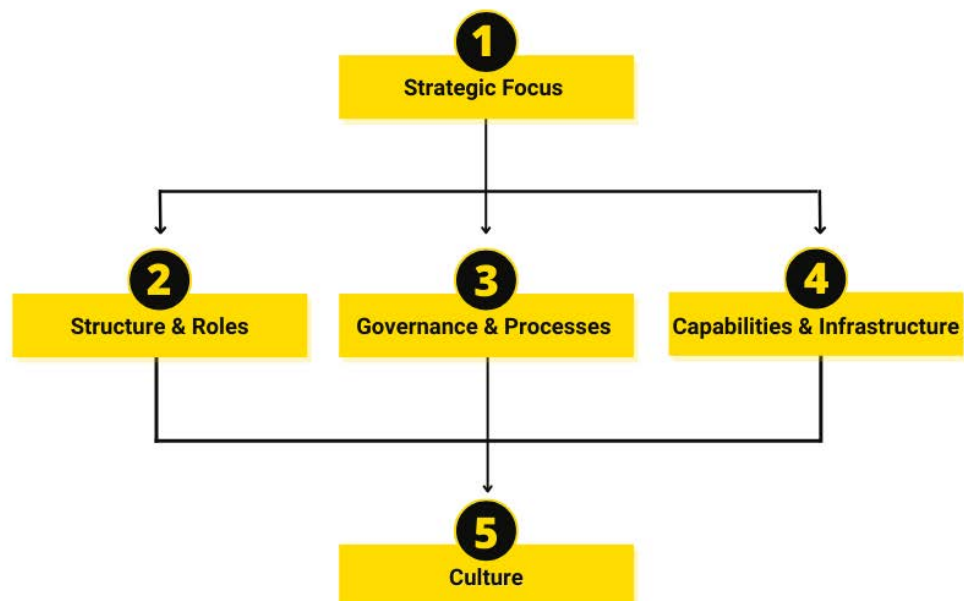 1
Strategic Focus
2
Structure & Roles
3
Governance & Processes
4
Capabilities & Infrastructure
5
Culture